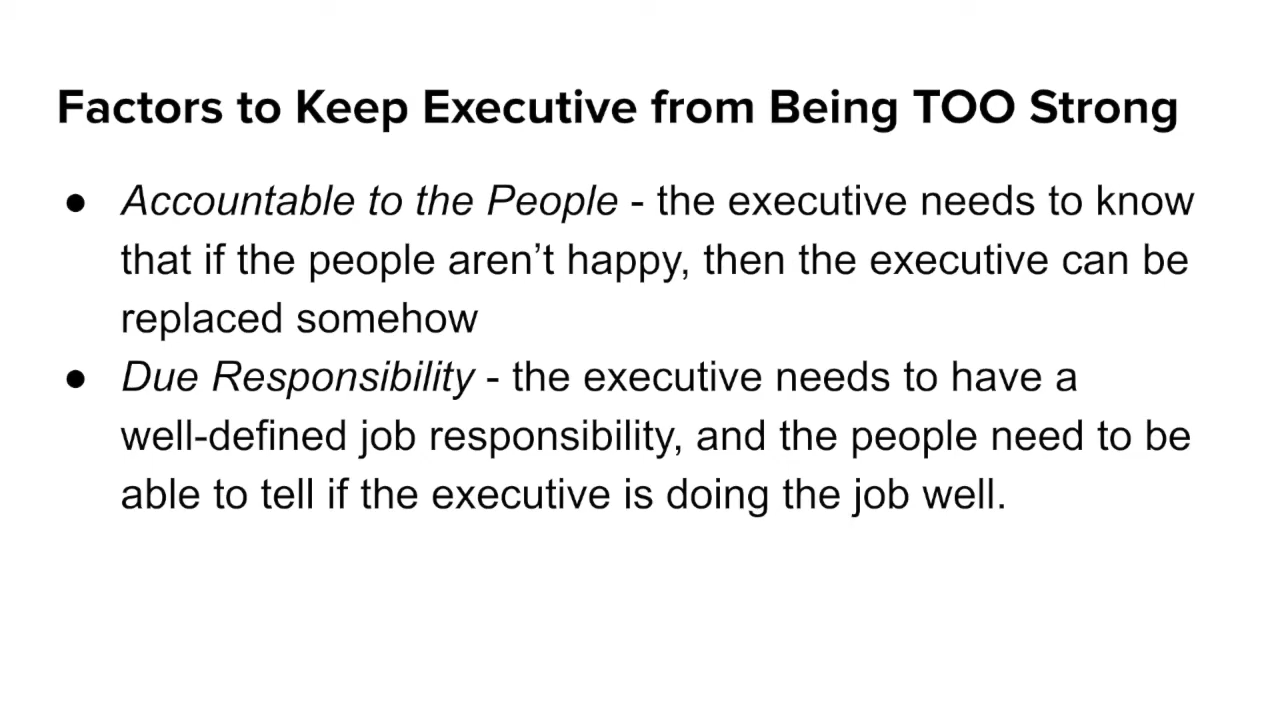 Factors to Keep Executive from Being TOO Strong
● Accountable to the People - the executive needs to know
that if the people aren’t happy, then the executive can be
replaced somehow
● Due Responsibility - the executive needs to have a
well-defined job responsibility, and the people need to be
able to tell if the executive is doing the job well.